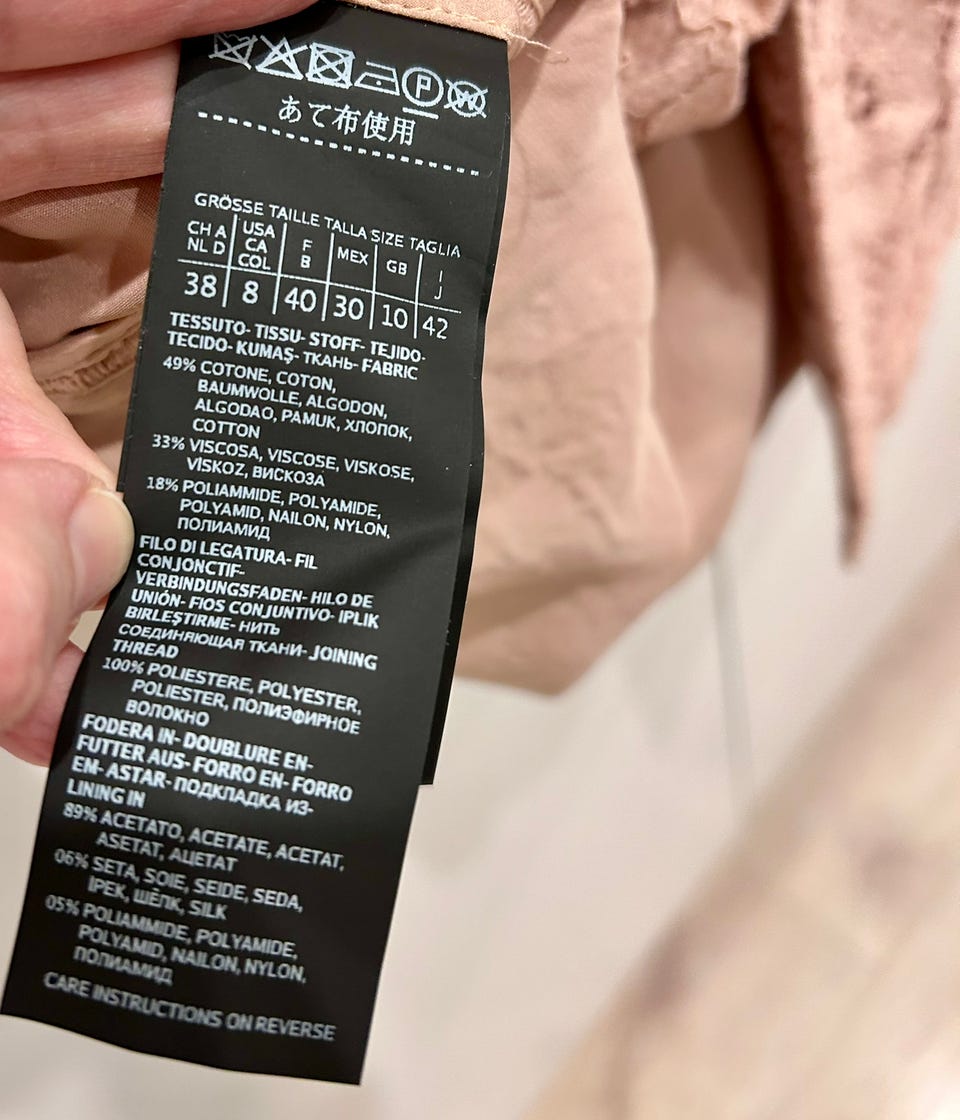 P W
あて布使用
GRÖSSE TAILLE TALLA SIZE TAGLIA
CH A NL D USA CA COL F B MEX GB I J
38 8 40 30 10 42
TESSUTO- TISSU- STOFF- TEJIDO-
TECIDO- KUMAŞ- ТКАНЬ- FABRIC
49% COTONE, COTON,
BAUMWOLLE, ALGODON,
ALGODAO, PAMUK, ХЛОПОК,
COTTON
33% VISCOSA, VISCOSE, VISKOSE,
VİSKOZ, ВИСКОЗА
18% POLIAMMIDE, POLYAMIDE,
POLYAMID, NAILON, NYLON,
ПОЛИАМИД
FILO DI LEGATURA- FIL
CONJONCTIF-
VERBINDUNGSFADEN- HILO DE
UNIÓN- FIOS CONJUNTIVO- IPLIK
BIRLEŞTIRME- НИТЬ
СОЕДИНЯЮЩАЯ ТКАНИ- JOINING
THREAD
100% POLIESTERE, POLYESTER,
POLIESTER, ПОЛИЭФИРНОЕ
ВОЛОКНО
FODERA IN- DOUBLURE EN-
FUTTER AUS- FORRO EN- FORRO
EM- ASTAR- ПОДКЛАДКА ИЗ-
LINING IN
89% ACETATO, ACETATE, ACETAT,
ASETAT, АЦЕТАТ
06% SETA, SOIE, SEIDE, SEDA,
İPEK, ШЁЛК, SILK
05% POLIAMMIDE, POLYAMIDE,
POLYAMID, NAILON, NYLON,
ПОЛИАМИД
CARE INSTRUCTIONS ON REVERSE